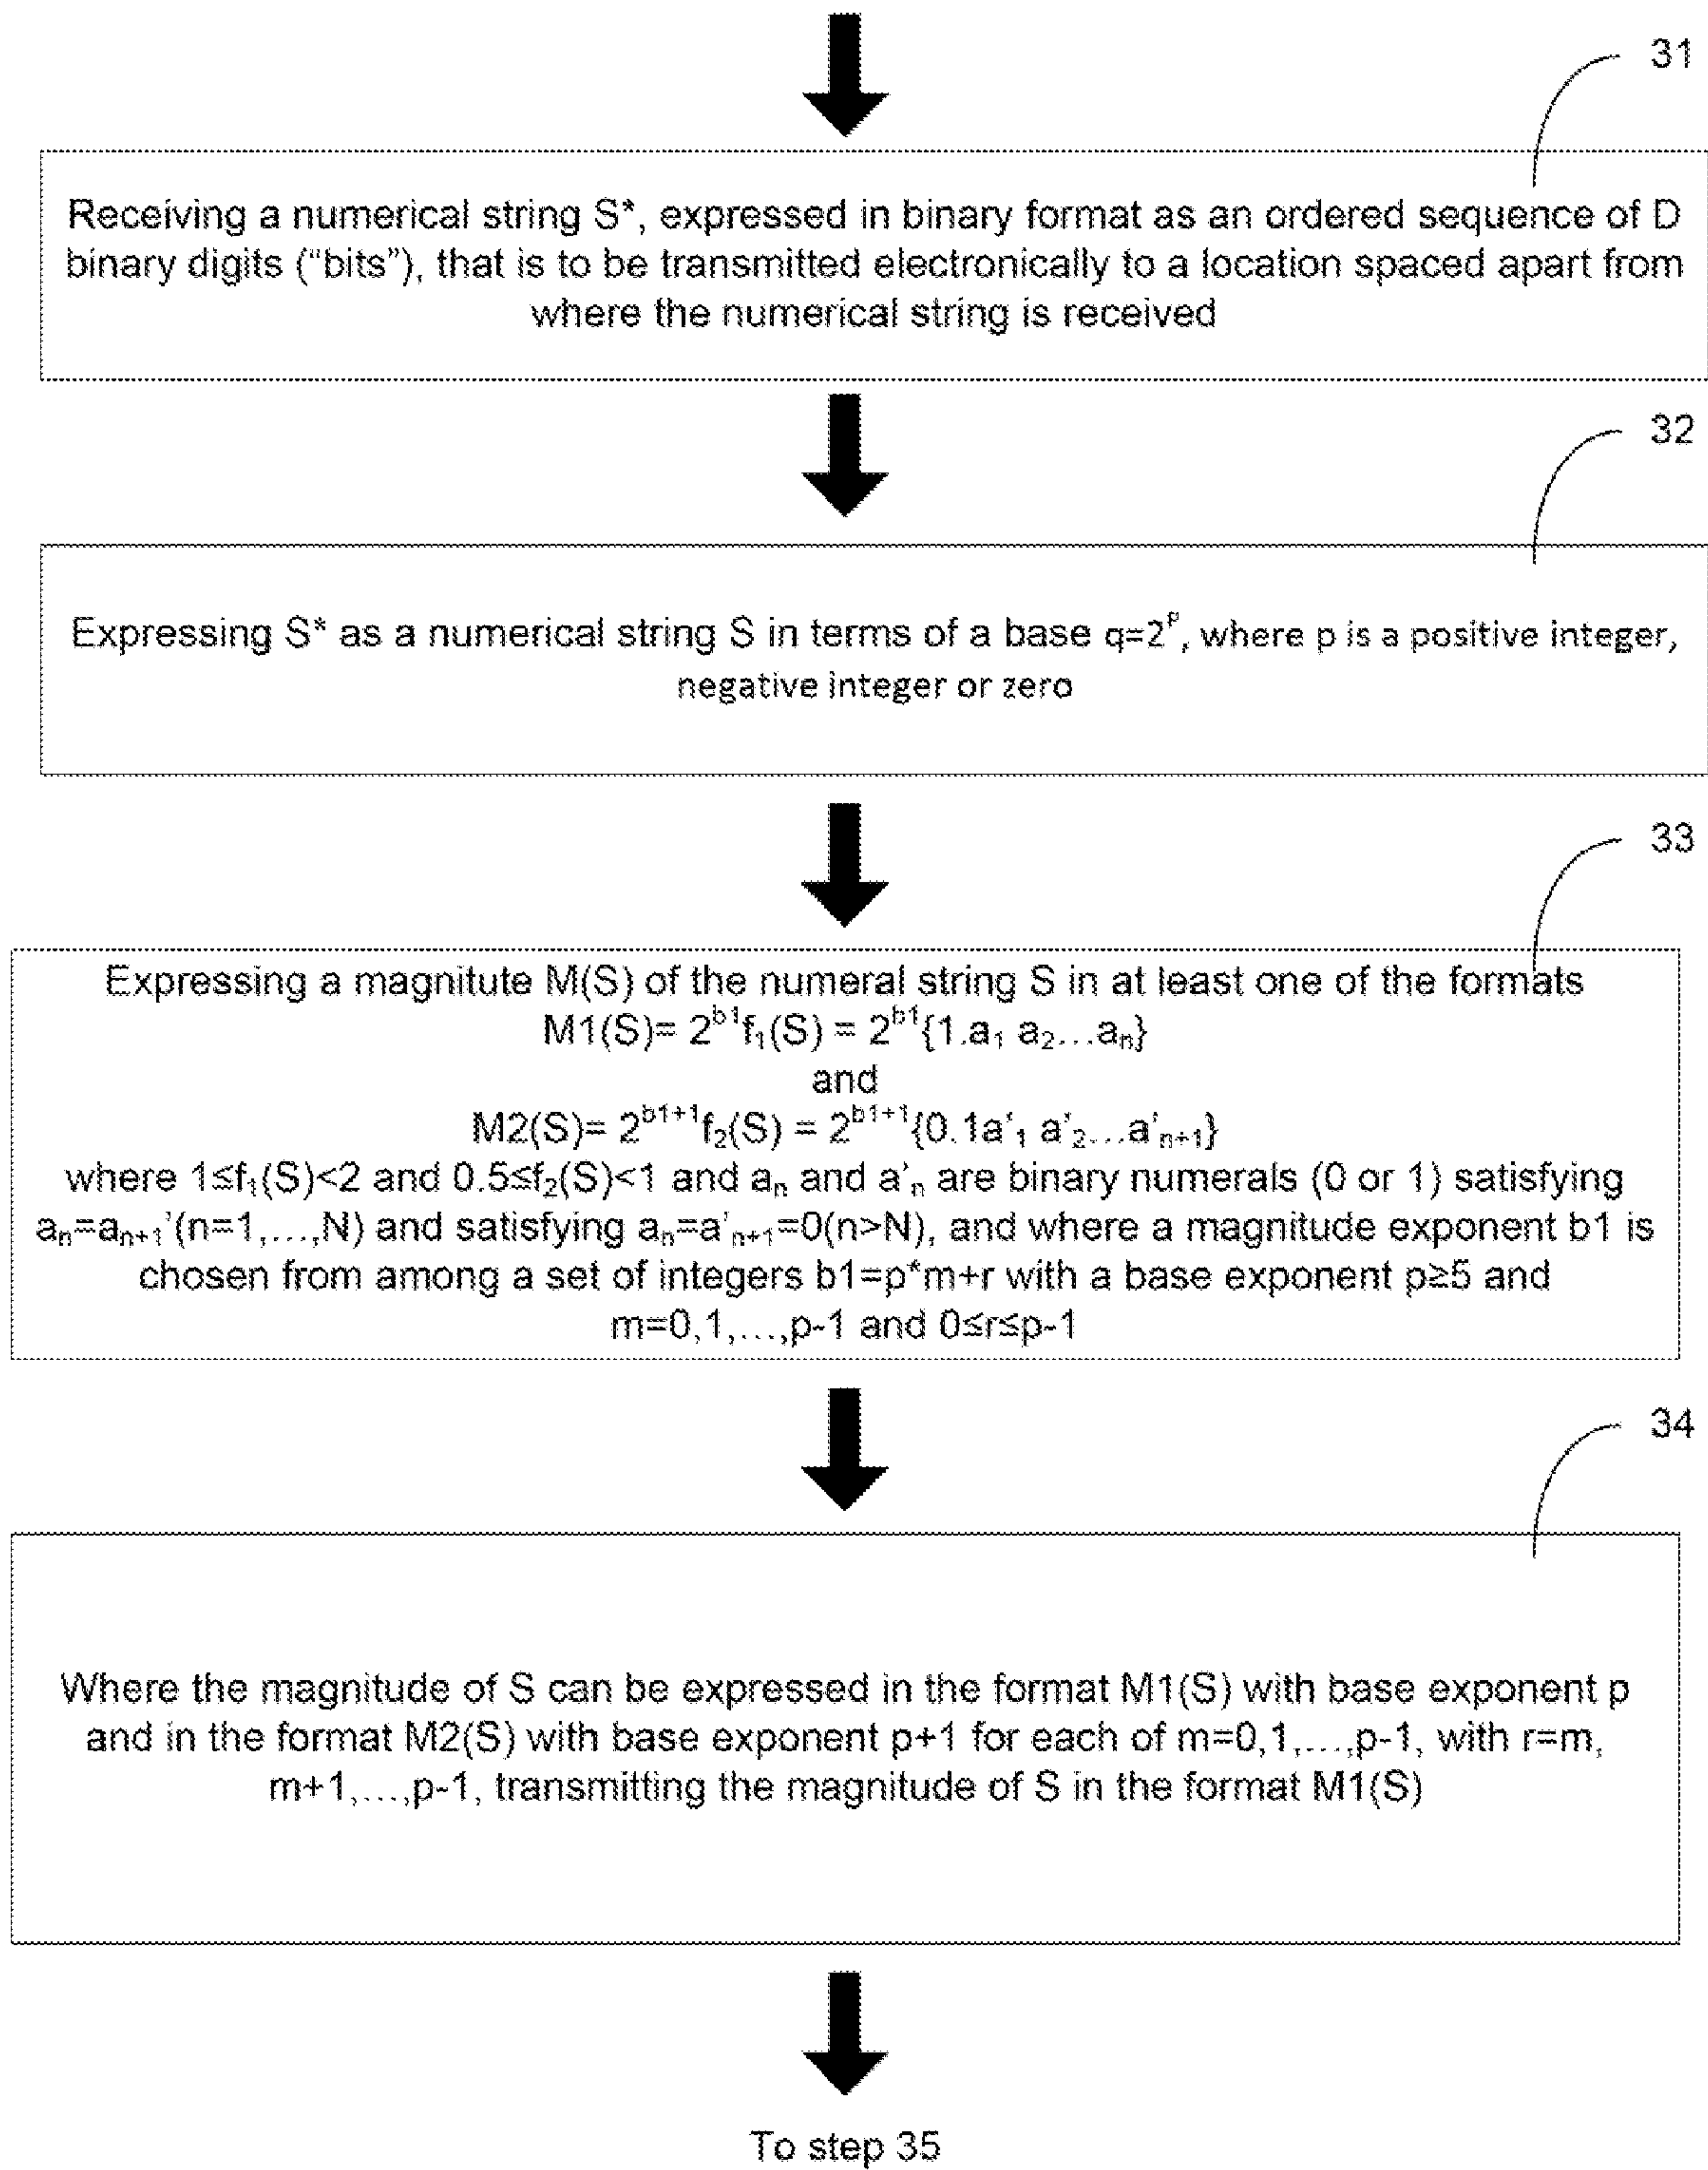 31
Receiving a numerical string S*, expressed in binary format as an ordered sequence of D
binary digits (“bits”), that is to be transmitted electronically to a location spaced apart from
where the numerical string is received
32
Expressing S* as a numerical string S in terms of a base q=2ᵖ, where p is a positive integer,
negative integer or zero
33
Expressing a magnitute M(S) of the numeral string S in at least one of the formats
M1(S)= 2ᵇ¹f₁(S) = 2ᵇ¹{1.a₁ a₂…aₙ}
and
M2(S)= 2ᵇ¹⁺¹f₂(S) = 2ᵇ¹⁺¹{0.1a'₁ a'₂…a'ₙ₊₁}
where 1≤f₁(S)<2 and 0.5≤f₂(S)<1 and aₙ and a'ₙ are binary numerals (0 or 1) satisfying
aₙ=aₙ₊₁'(n=1,…,N) and satisfying aₙ=a'ₙ₊₁=0(n>N), and where a magnitude exponent b1 is
chosen from among a set of integers b1=p*m+r with a base exponent p≥5 and
m=0,1,…,p-1 and 0≤r≤p-1
34
Where the magnitude of S can be expressed in the format M1(S) with base exponent p
and in the format M2(S) with base exponent p+1 for each of m=0,1,…,p-1, with r=m,
m+1,…,p-1, transmitting the magnitude of S in the format M1(S)
To step 35